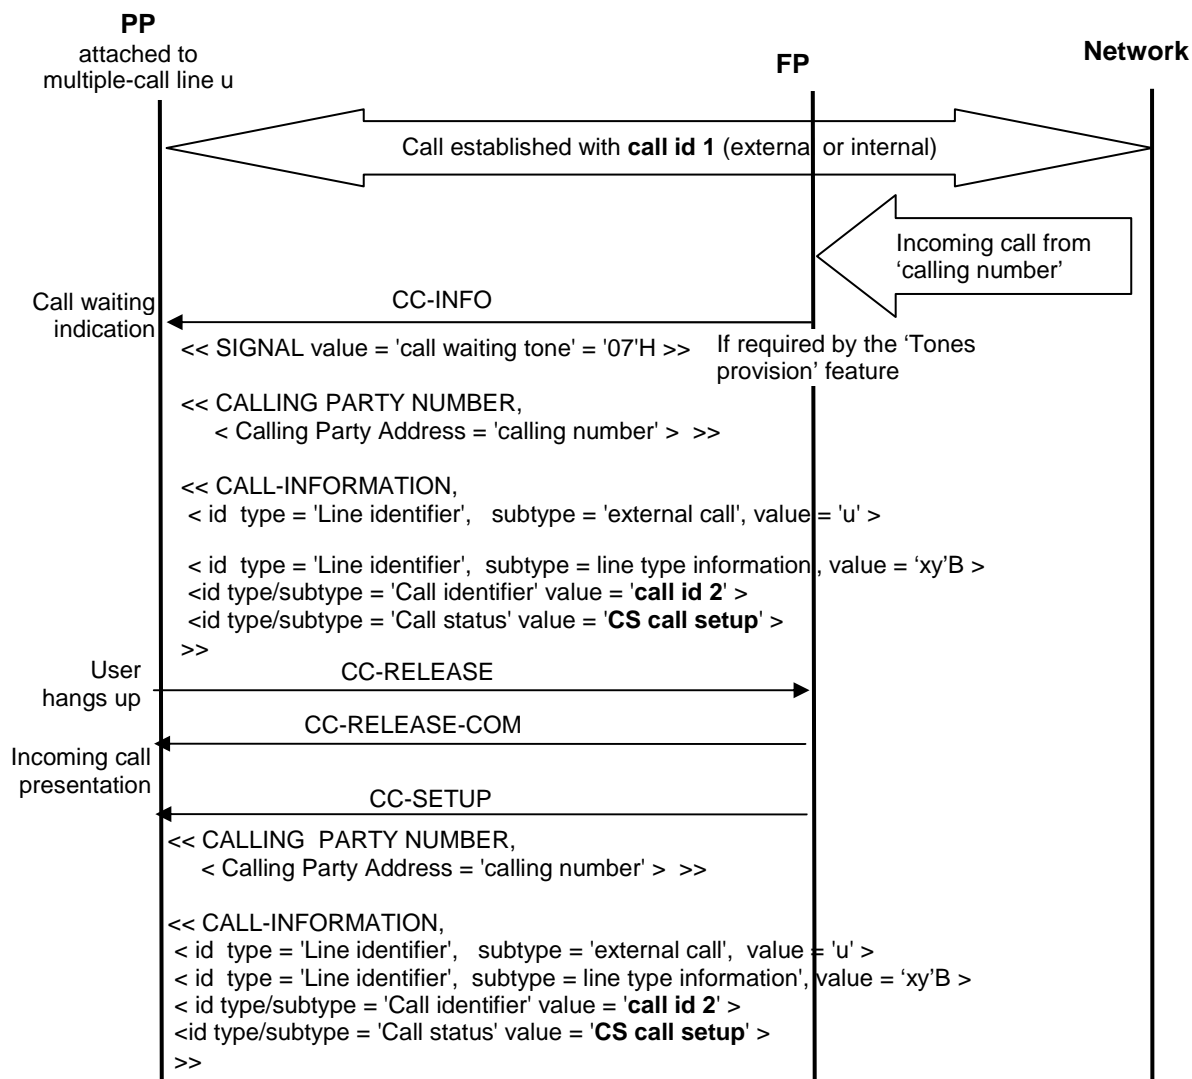 PP
attached to
multiple-call line u
FP
Network
Call established with call id 1 (external or internal)
Incoming call from
‘calling number’
Call waiting
indication
CC-INFO
<< SIGNAL value = 'call waiting tone' = '07'H >>
If required by the ‘Tones
provision’ feature
<< CALLING PARTY NUMBER,
< Calling Party Address = 'calling number' > >>
<< CALL-INFORMATION,
< id type = 'Line identifier', subtype = 'external call', value = 'u' >
< id type = 'Line identifier', subtype = line type information', value = ‘xy’B >
<id type/subtype = 'Call identifier' value = 'call id 2' >
<id type/subtype = 'Call status' value = 'CS call setup' >
>>
User
hangs up
CC-RELEASE
CC-RELEASE-COM
Incoming call
presentation
CC-SETUP
<< CALLING PARTY NUMBER,
< Calling Party Address = 'calling number' > >>
<< CALL-INFORMATION,
< id type = 'Line identifier', subtype = 'external call', value = 'u' >
< id type = 'Line identifier', subtype = line type information', value = ‘xy’B >
< id type/subtype = 'Call identifier' value = 'call id 2' >
<id type/subtype = 'Call status' value = 'CS call setup' >
>>